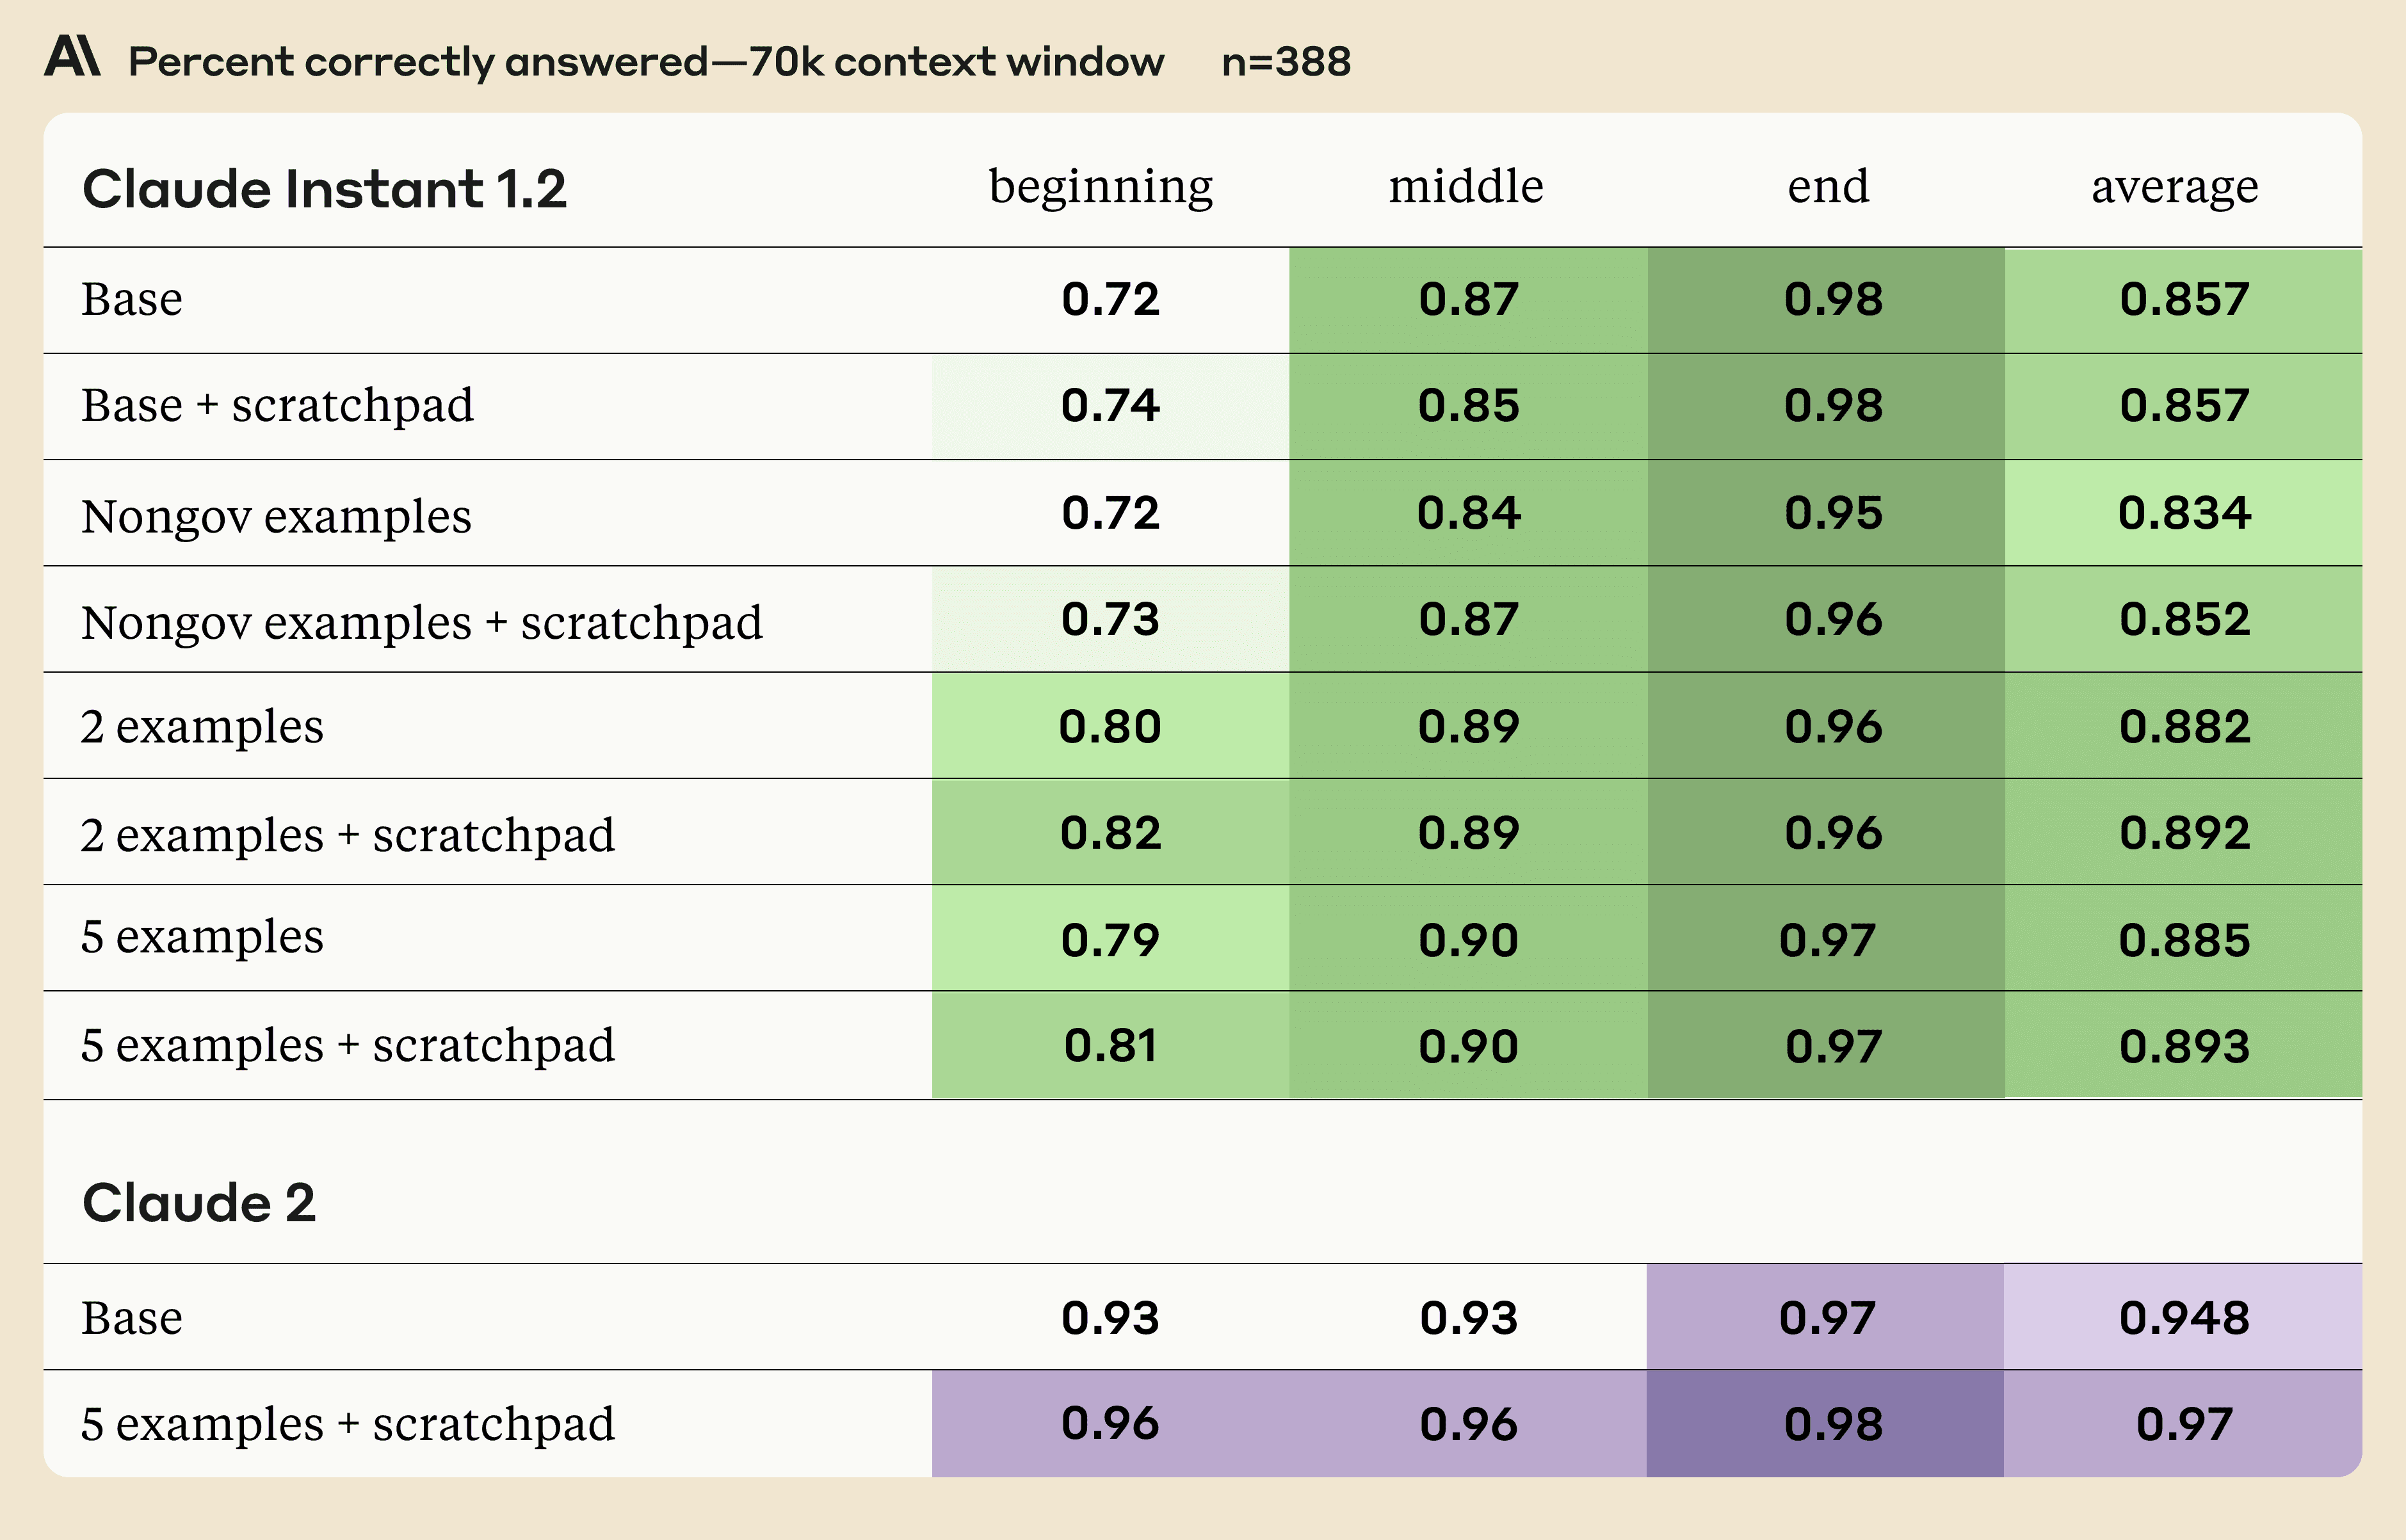 Percent correctly answered—70k context window n=388
Claude Instant 1.2 beginning middle end average
Base 0.72 0.87 0.98 0.857
Base + scratchpad 0.74 0.85 0.98 0.857
Nongov examples 0.72 0.84 0.95 0.834
Nongov examples + scratchpad 0.73 0.87 0.96 0.852
2 examples 0.80 0.89 0.96 0.882
2 examples + scratchpad 0.82 0.89 0.96 0.892
5 examples 0.79 0.90 0.97 0.885
5 examples + scratchpad 0.81 0.90 0.97 0.893
Claude 2
Base 0.93 0.93 0.97 0.948
5 examples + scratchpad 0.96 0.96 0.98 0.97